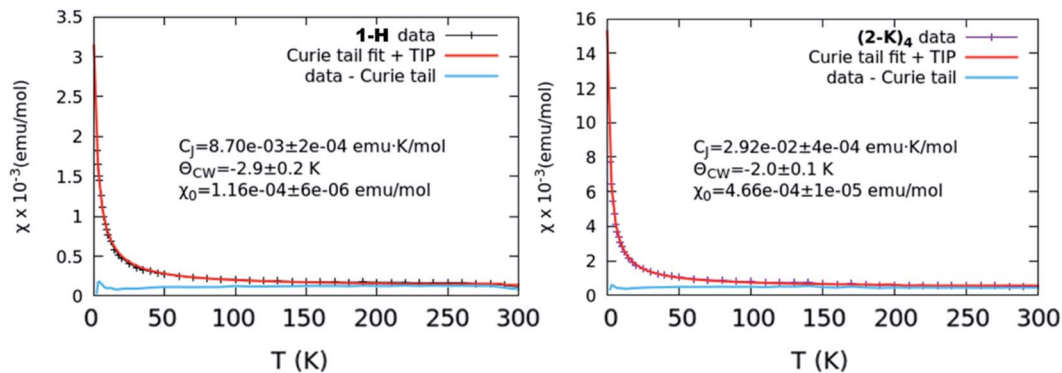 1-H data
Curie tail fit + TIP
data - Curie tail
C_J=8.70e-03±2e-04 emu·K/mol
Θ_CW=-2.9±0.2 K
χ_0=1.16e-04±6e-06 emu/mol
χ x 10^-3(emu/mol)
3.5
3
2.5
2
1.5
1
0.5
0
0 50 100 150 200 250 300
T (K)
(2-K)_4 data
Curie tail fit + TIP
data - Curie tail
C_J=2.92e-02±4e-04 emu·K/mol
Θ_CW=-2.0±0.1 K
χ_0=4.66e-04±1e-05 emu/mol
χ x 10^-3(emu/mol)
16
14
12
10
8
6
4
2
0
0 50 100 150 200 250 300
T (K)